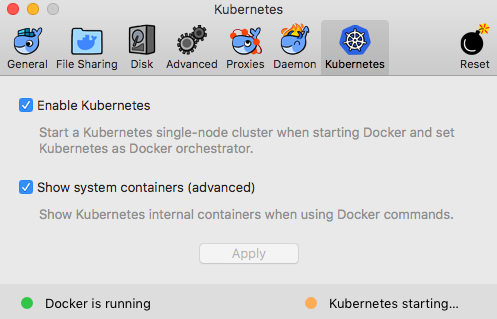 Kubernetes
General File Sharing Disk Advanced Proxies Daemon Kubernetes Reset
Enable Kubernetes
Start a Kubernetes single-node cluster when starting Docker and set
Kubernetes as Docker orchestrator.
Show system containers (advanced)
Show Kubernetes internal containers when using Docker commands.
Apply
Docker is running Kubernetes starting...